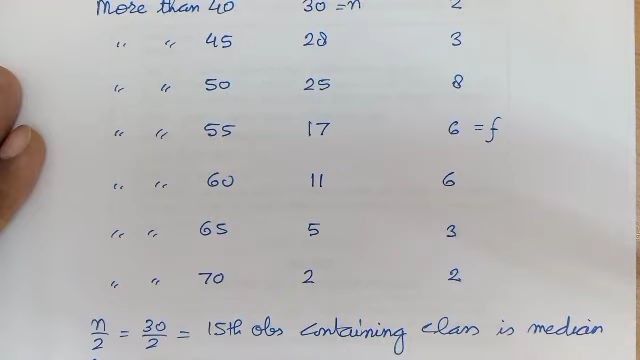 More than 40 30 = n 2
" " 45 28 3
" " 50 25 8
" " 55 17 6 = f
" " 60 11 6
" " 65 5 3
" " 70 2 2
n/2 = 30/2 = 15th obs containing class is median